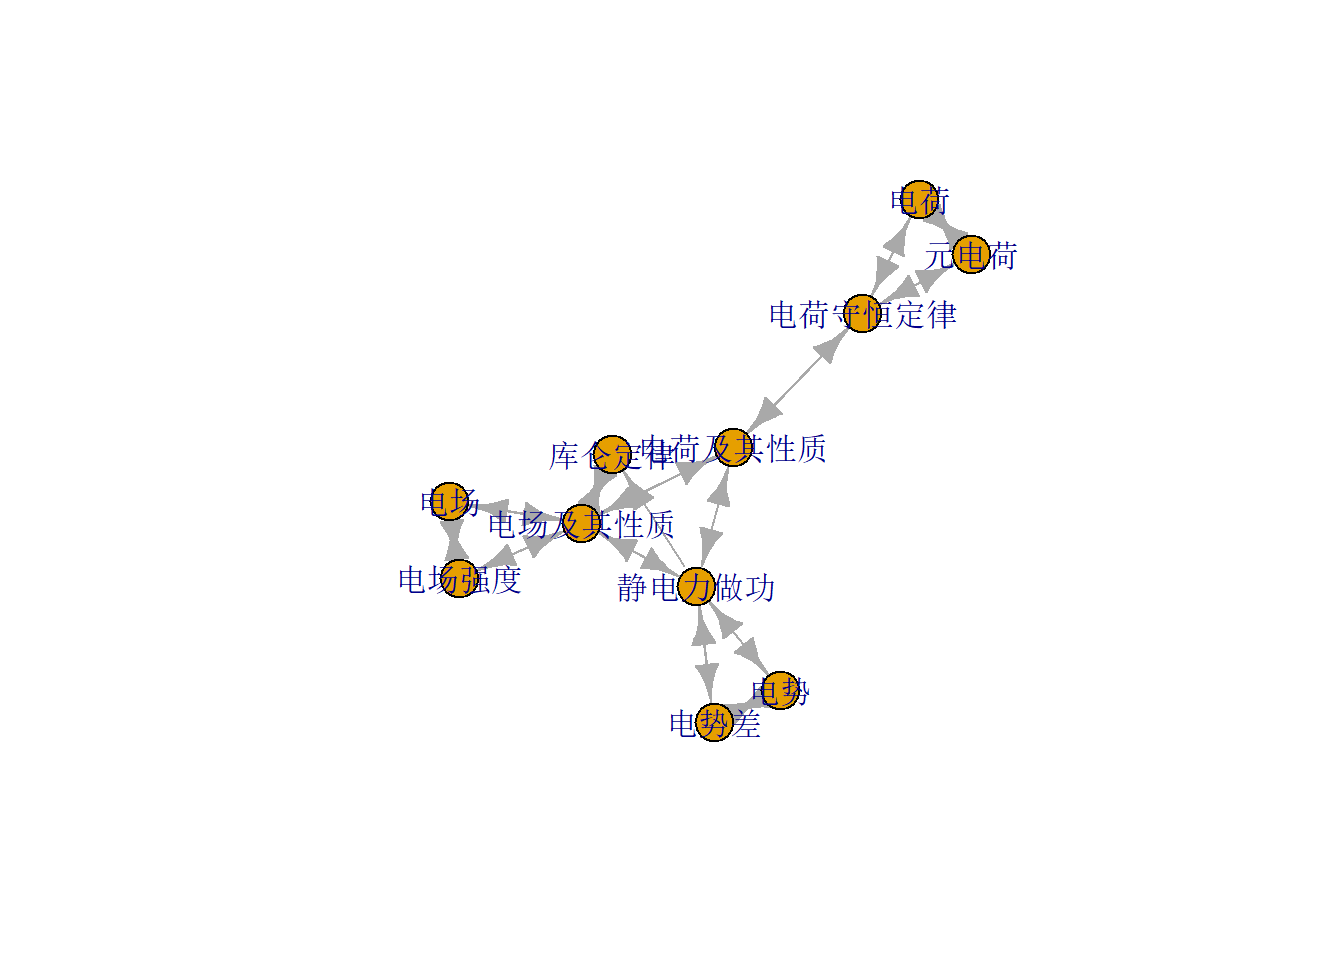 电荷
元电荷
电荷守恒定律
电荷及其性质
库仑定律
电场
电场及其性质
电场强度
静电力做功
电势
电势差